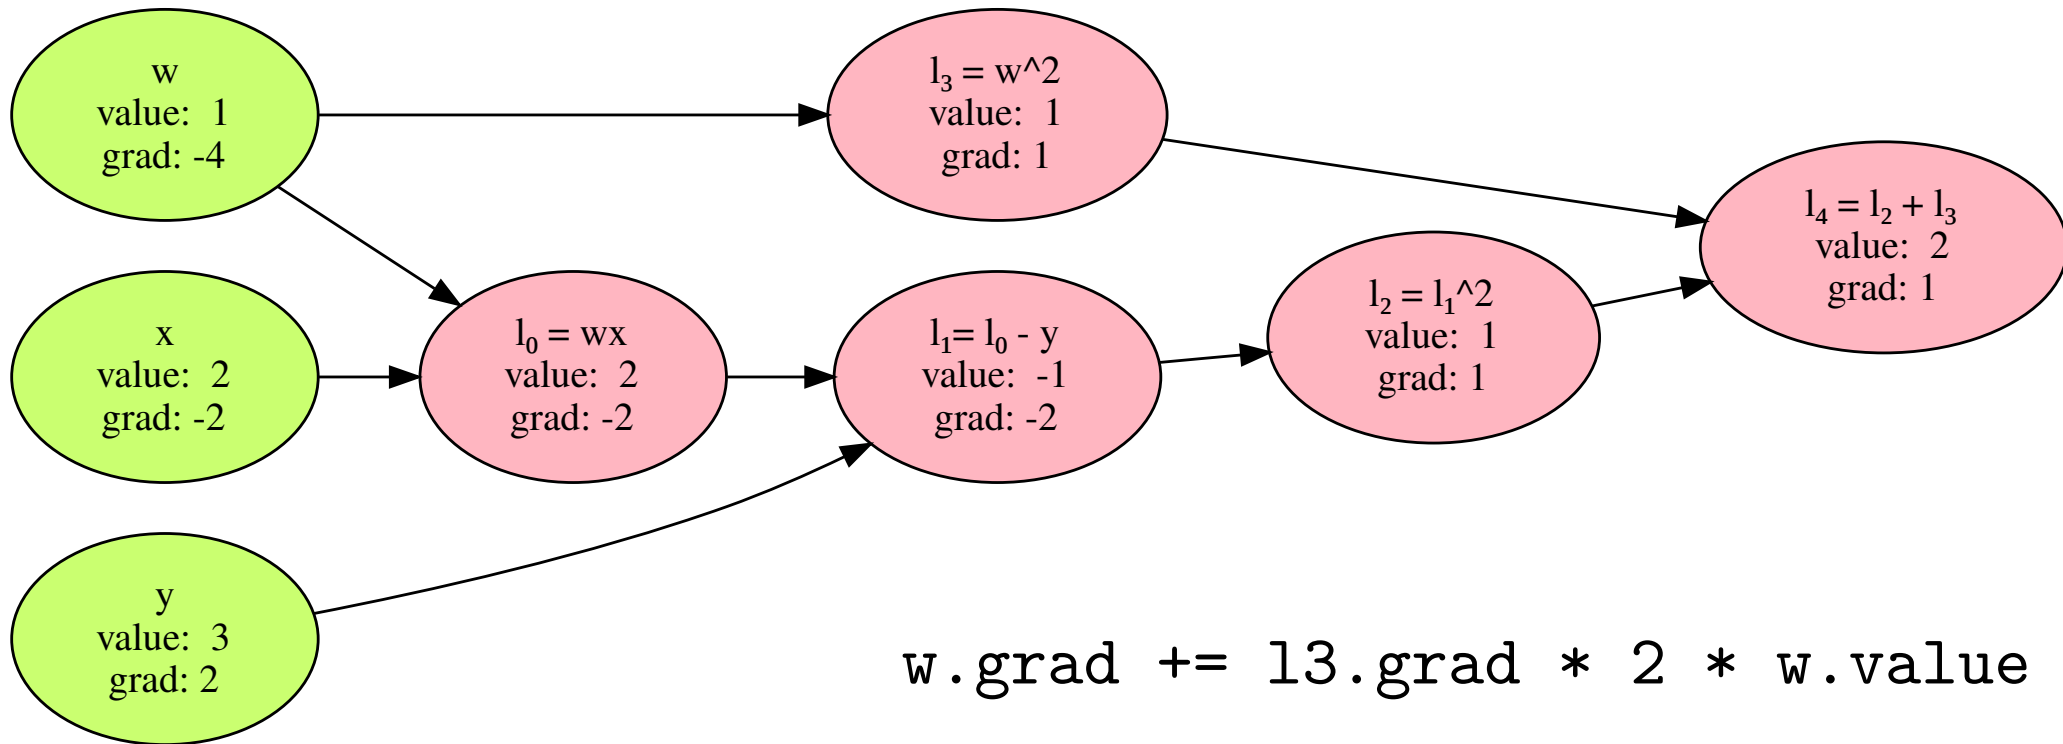 w
value: 1
grad: -4
l₃ = w^2
value: 1
grad: 1
l₄ = l₂ + l₃
value: 2
grad: 1
x
value: 2
grad: -2
l₀ = wx
value: 2
grad: -2
l₁= l₀ - y
value: -1
grad: -2
l₂ = l₁^2
value: 1
grad: 1
y
value: 3
grad: 2
w.grad += l3.grad * 2 * w.value